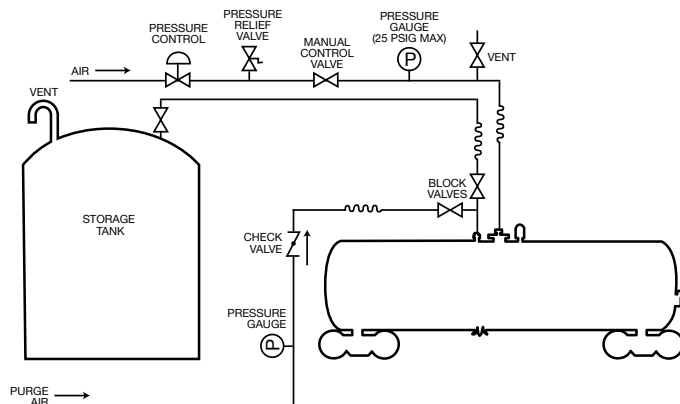 PRESSURE
CONTROL
PRESSURE
RELIEF
VALVE
MANUAL
CONTROL
VALVE
PRESSURE
GAUGE
(25 PSIG MAX)
P
VENT
AIR
VENT
STORAGE
TANK
BLOCK
VALVES
CHECK
VALVE
PRESSURE
GAUGE
P
PURGE
AIR